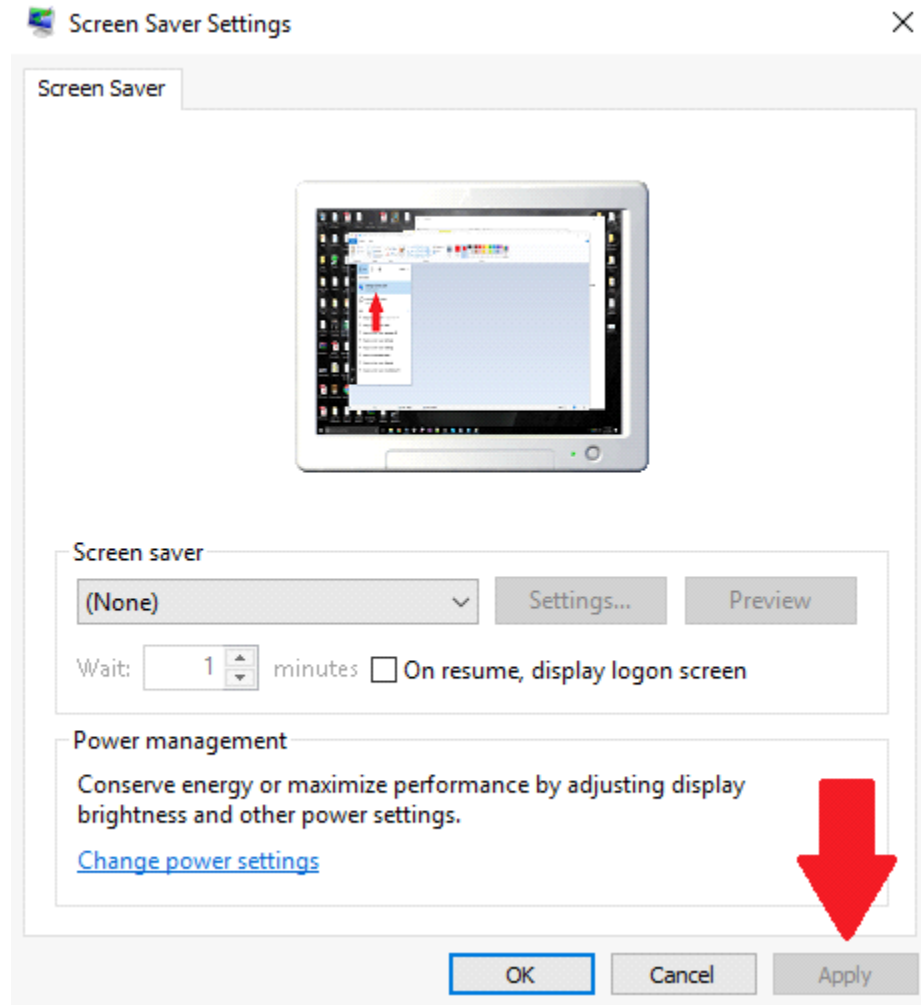 Screen Saver Settings
Screen Saver
Screen saver
(None)
Settings...
Preview
Wait: 1 minutes On resume, display logon screen
Power management
Conserve energy or maximize performance by adjusting display
brightness and other power settings.
Change power settings
OK Cancel Apply